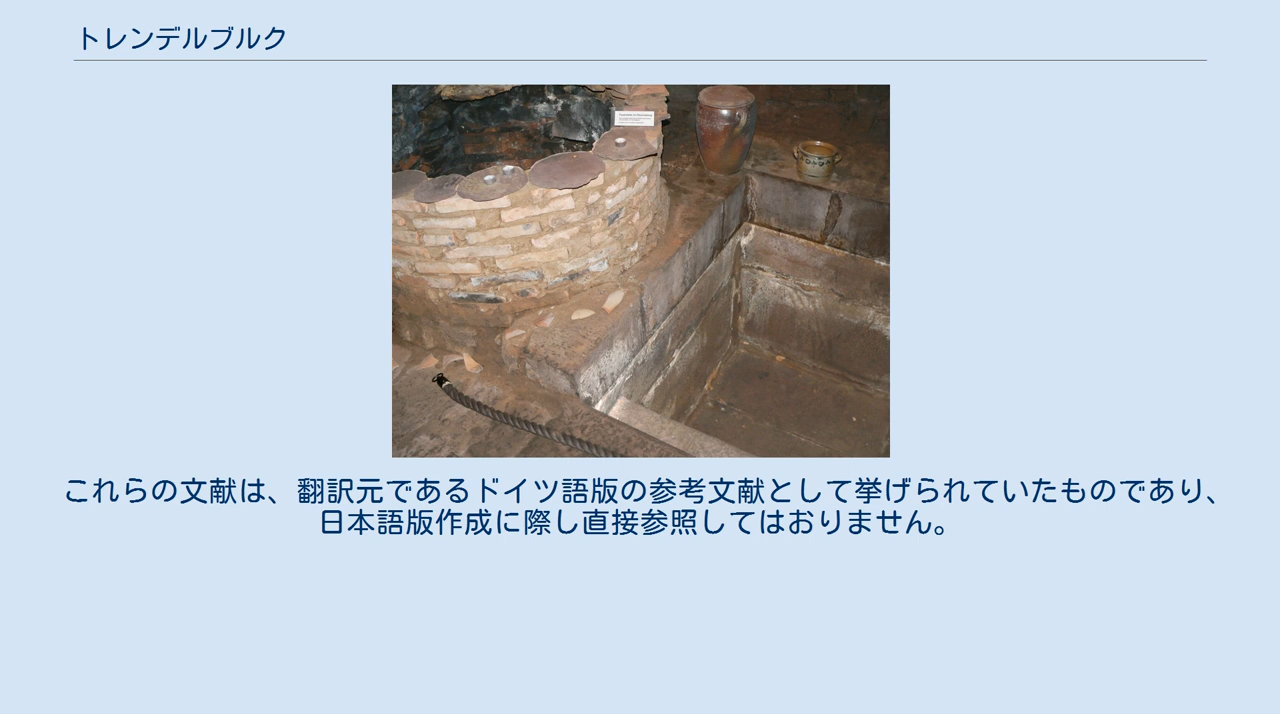 トレンデルブルク
これらの文献は、翻訳元であるドイツ語版の参考文献として挙げられていたものであり、
日本語版作成に際し直接参照してはおりません。